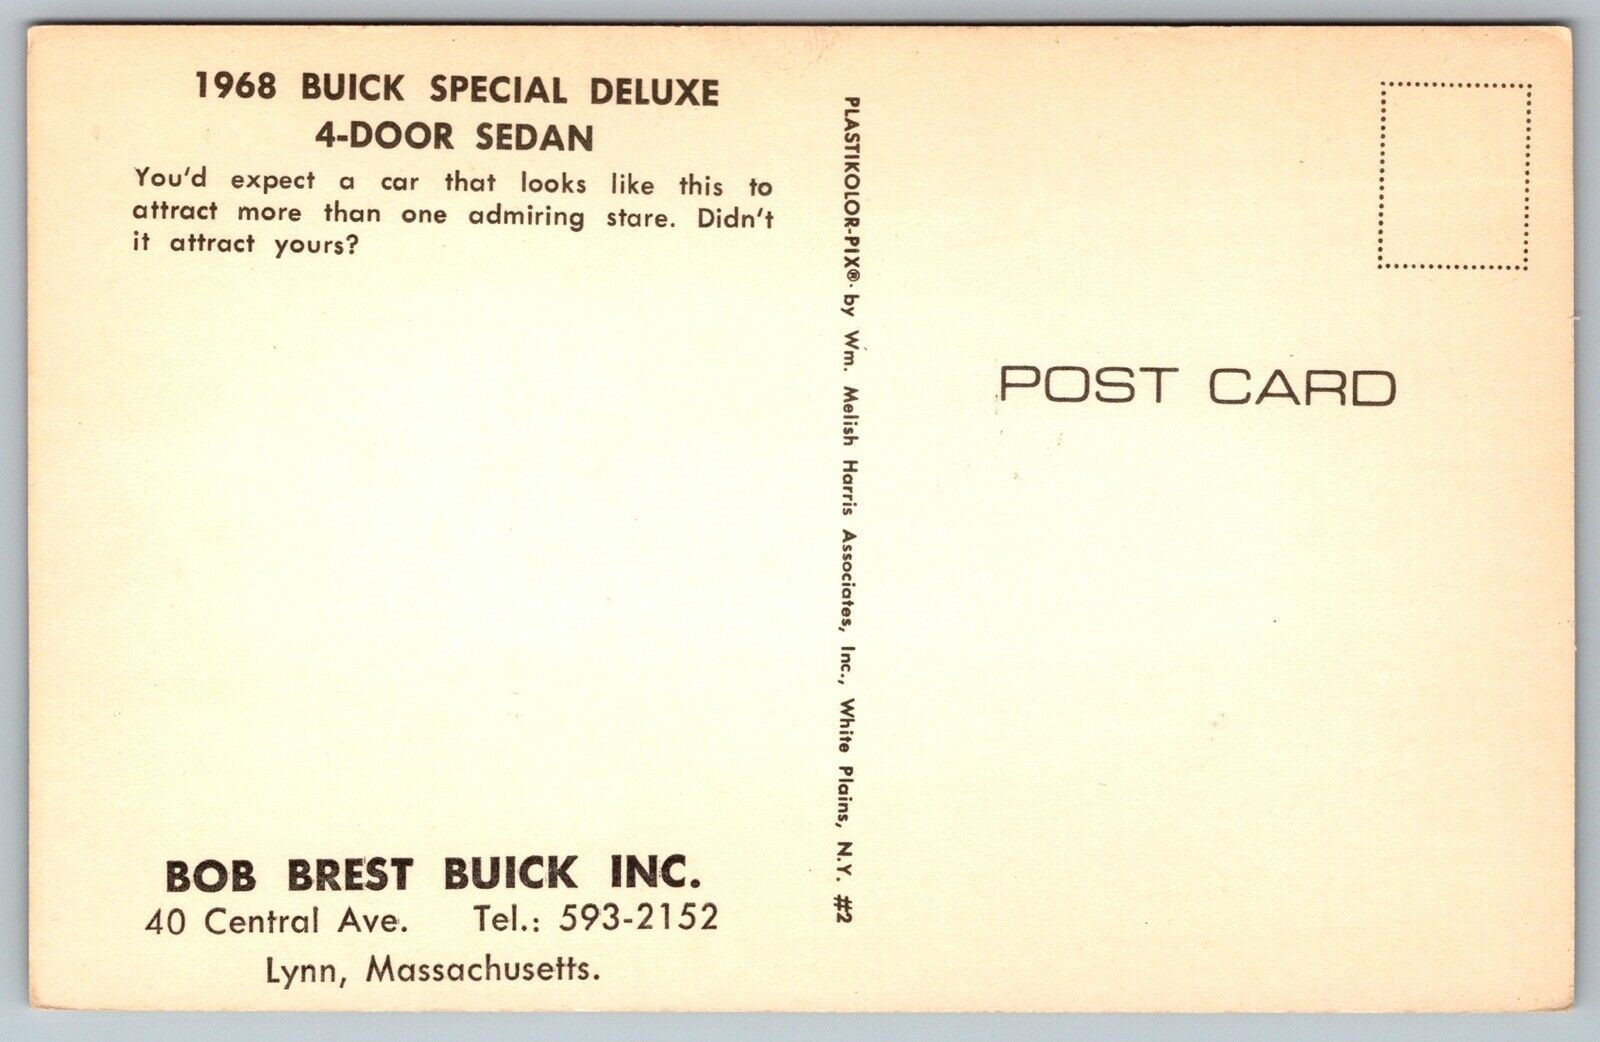 1968 BUICK SPECIAL DELUXE
4-DOOR SEDAN
You'd expect a car that looks like this to
attract more than one admiring stare. Didn't
it attract yours?
BOB BREST BUICK INC.
40 Central Ave. Tel.: 593-2152
Lynn, Massachusetts.
PLASTIKOLOR-PIX® by Wm. Melish Harris Associates, Inc., White Plains, N.Y. #2
POST CARD